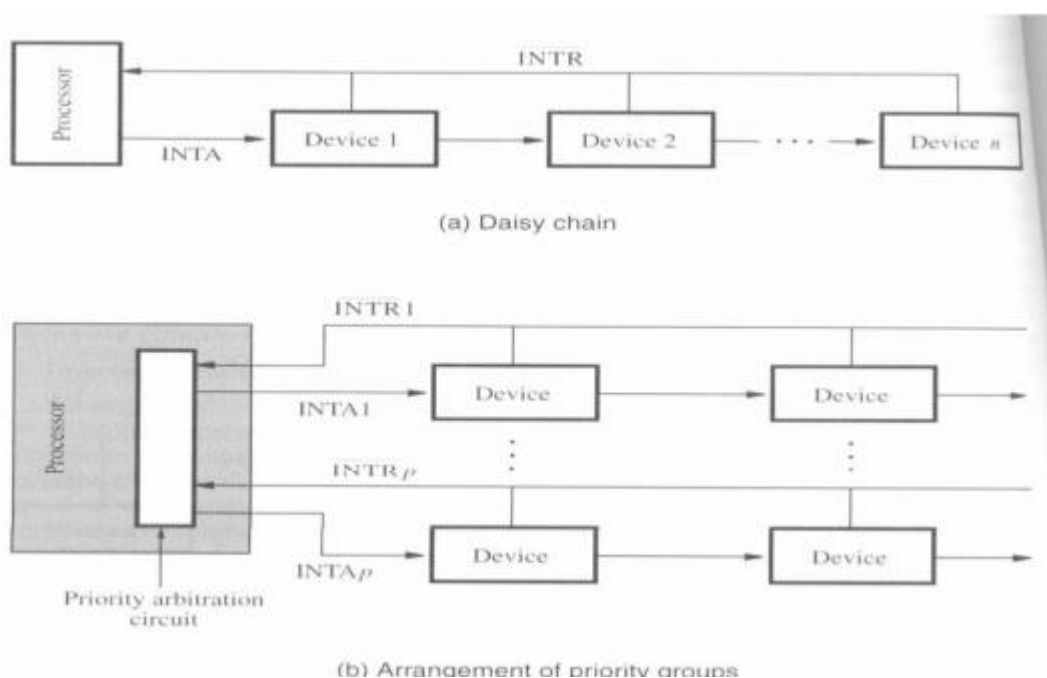 Processor
INTR
INTA
Device 1
Device 2
. . .
Device n
(a) Daisy chain
Processor
INTR1
INTA1
Device
Device
INTRp
INTAp
Device
Device
Priority arbitration
circuit
(b) Arrangement of priority groups